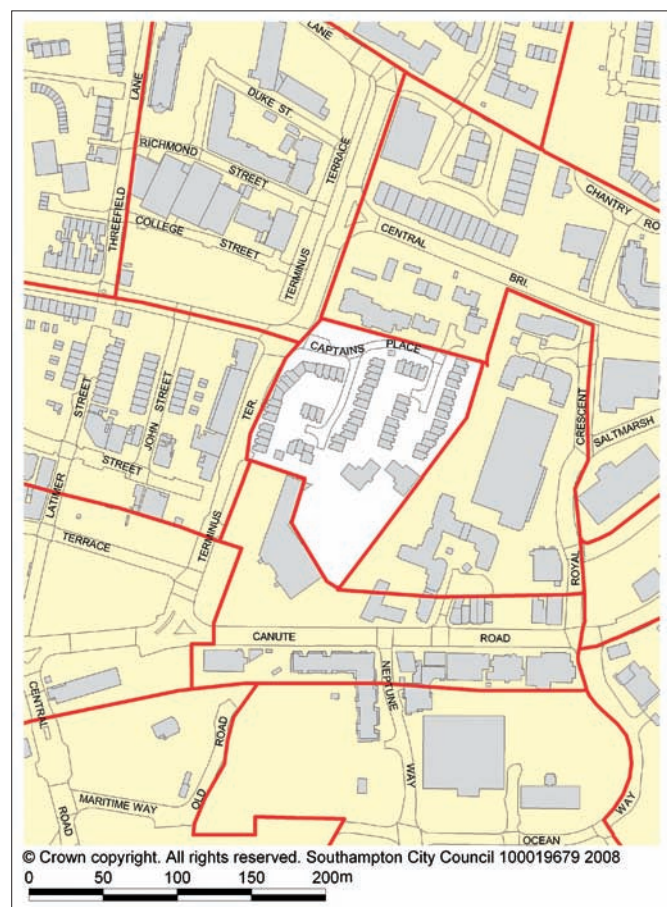 LANE
LANE
DUKE ST.
TERRACE
RICHMOND
STREET
CHANTRY
RO
THREEFIELD
COLLEGE
STREET
CENTRAL
BRI.
TERMINUS
CAPTAINS PLACE
CRESCENT
STREET
JOHN STREET
TER.
SALTMARSH
STREET
LATIMER
TERRACE
TERMINUS
ROYAL
CANUTE ROAD
NEPTUNE
CENTRAL
ROAD
WAY
MARITIME WAY
OLD
WAY
ROAD
OCEAN
© Crown copyright. All rights reserved. Southampton City Council 100019679 2008
0 50 100 150 200m